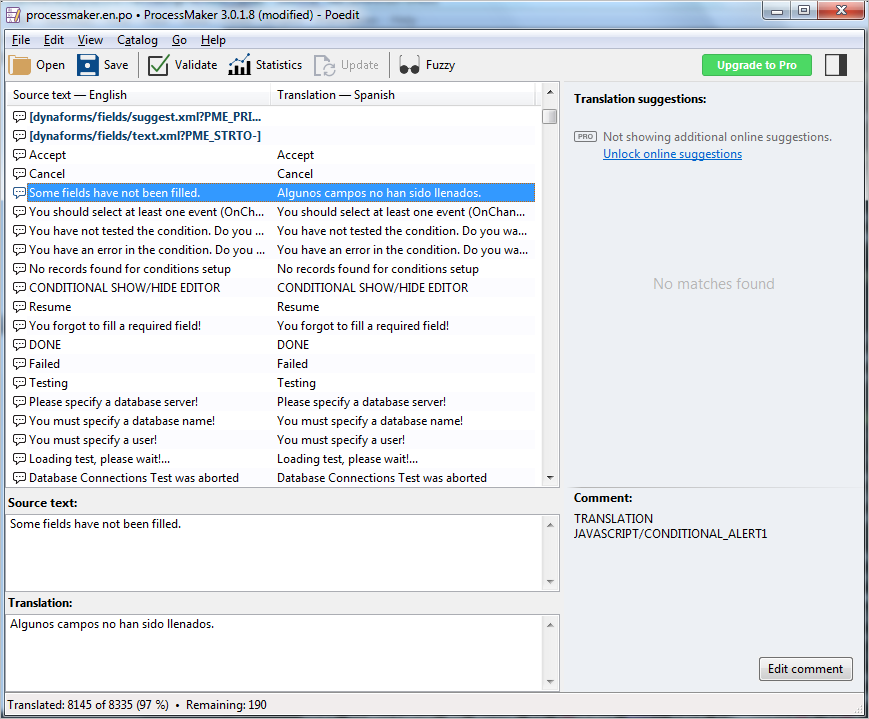 processmaker.en.po • ProcessMaker 3.0.1.8 (modified) - Poedit
File Edit View Catalog Go Help
Open Save Validate Statistics Update Fuzzy Upgrade to Pro
Source text — English Translation — Spanish
[dynaforms/fields/suggest.xml?PME_PRI...
[dynaforms/fields/text.xml?PME_STRTO-]
Accept Accept
Cancel Cancel
Some fields have not been filled. Algunos campos no han sido llenados.
You should select at least one event (OnCh... You should select at least one event (OnChan...
You have not tested the condition. Do you ... You have not tested the condition. Do you wa...
You have an error in the condition. Do you ... You have an error in the condition. Do you wa...
No records found for conditions setup No records found for conditions setup
CONDITIONAL SHOW/HIDE EDITOR CONDITIONAL SHOW/HIDE EDITOR
Resume Resume
You forgot to fill a required field! You forgot to fill a required field!
DONE DONE
Failed Failed
Testing Testing
Please specify a database server! Please specify a database server!
You must specify a database name! You must specify a database name!
You must specify a user! You must specify a user!
Loading test, please wait!... Loading test, please wait!...
Database Connections Test was aborted Database Connections Test was aborted
Translation suggestions:
PRO Not showing additional online suggestions.
Unlock online suggestions
No matches found
Source text:
Some fields have not been filled.
Translation:
Algunos campos no han sido llenados.
Comment:
TRANSLATION
JAVASCRIPT/CONDITIONAL_ALERT1
Edit comment
Translated: 8145 of 8335 (97 %) • Remaining: 190